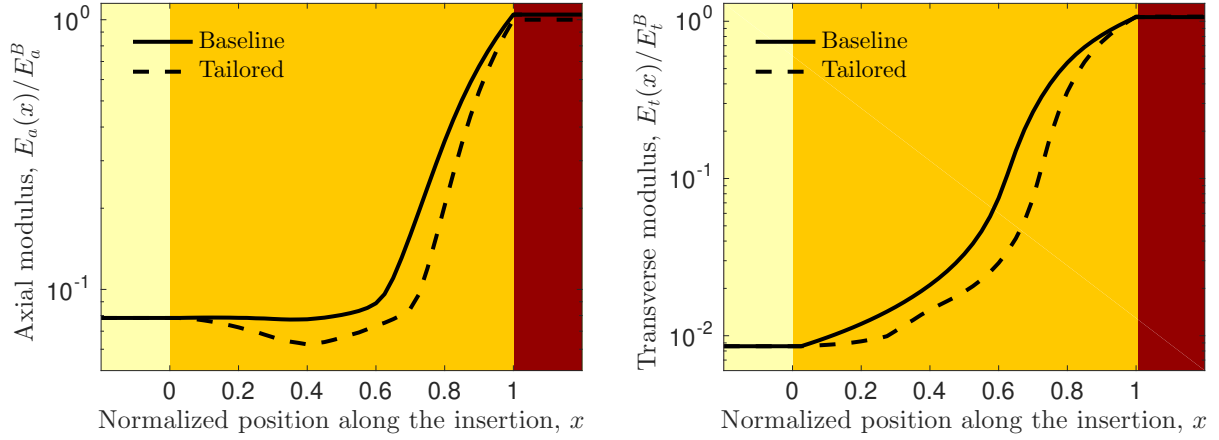 Axial modulus, E_a(x)/E_a^B
10^0
10^{-1}
Baseline
Tailored
0 0.2 0.4 0.6 0.8 1
Normalized position along the insertion, x
Transverse modulus, E_t(x)/E_t^B
10^0
10^{-1}
10^{-2}
Baseline
Tailored
0 0.2 0.4 0.6 0.8 1
Normalized position along the insertion, x